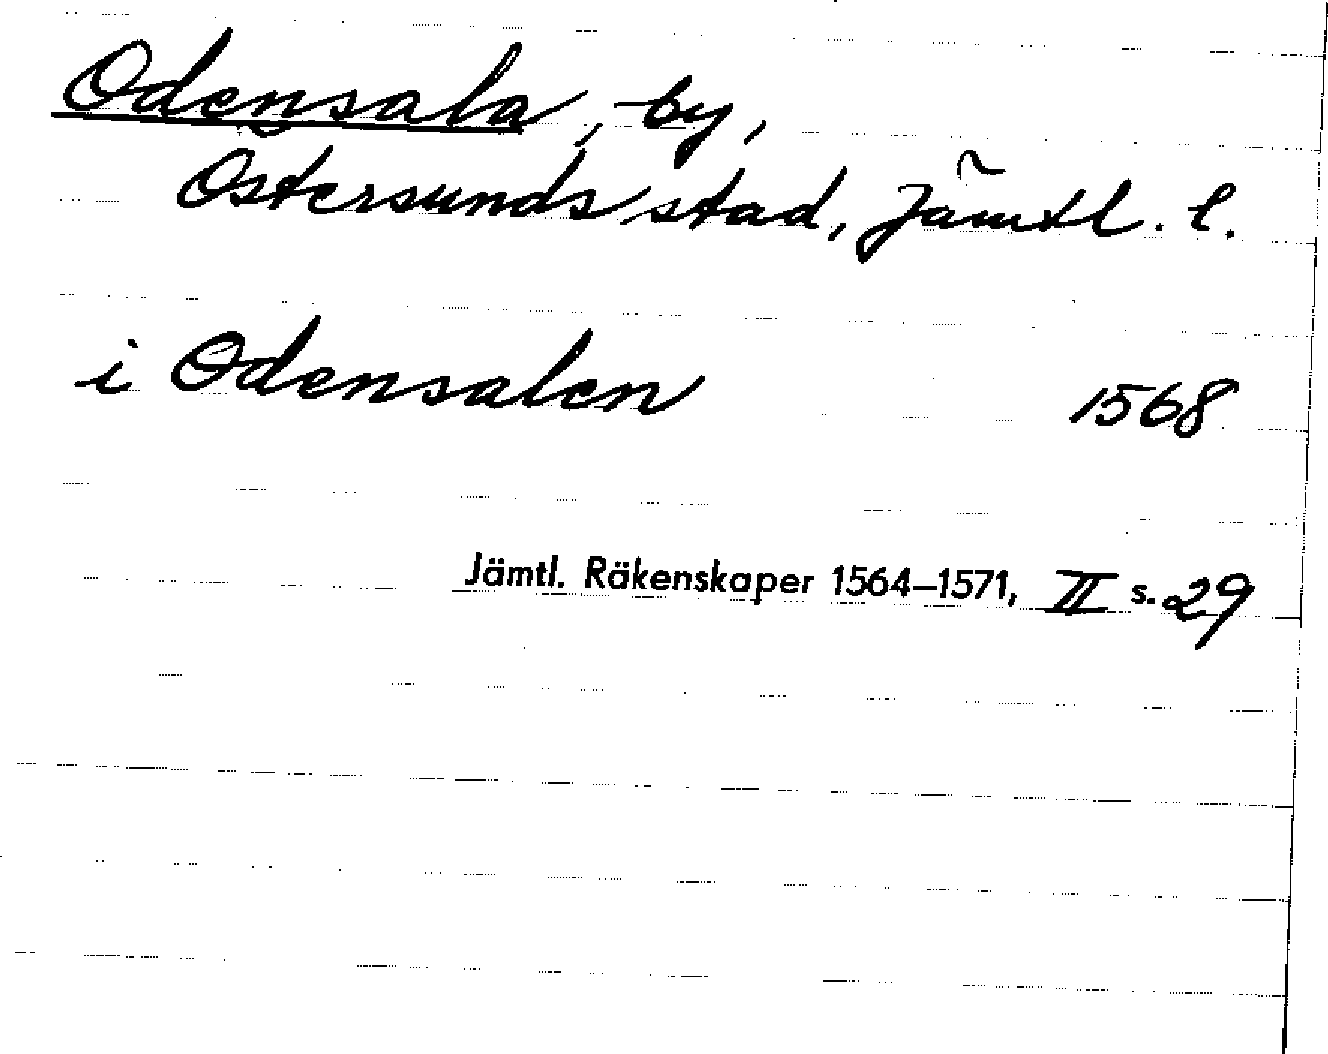 Odensala, by,
Östersunds stad, Jämtl. l.
i Odensalen 1568
Jämtl. Räkenskaper 1564–1571, II s. 29